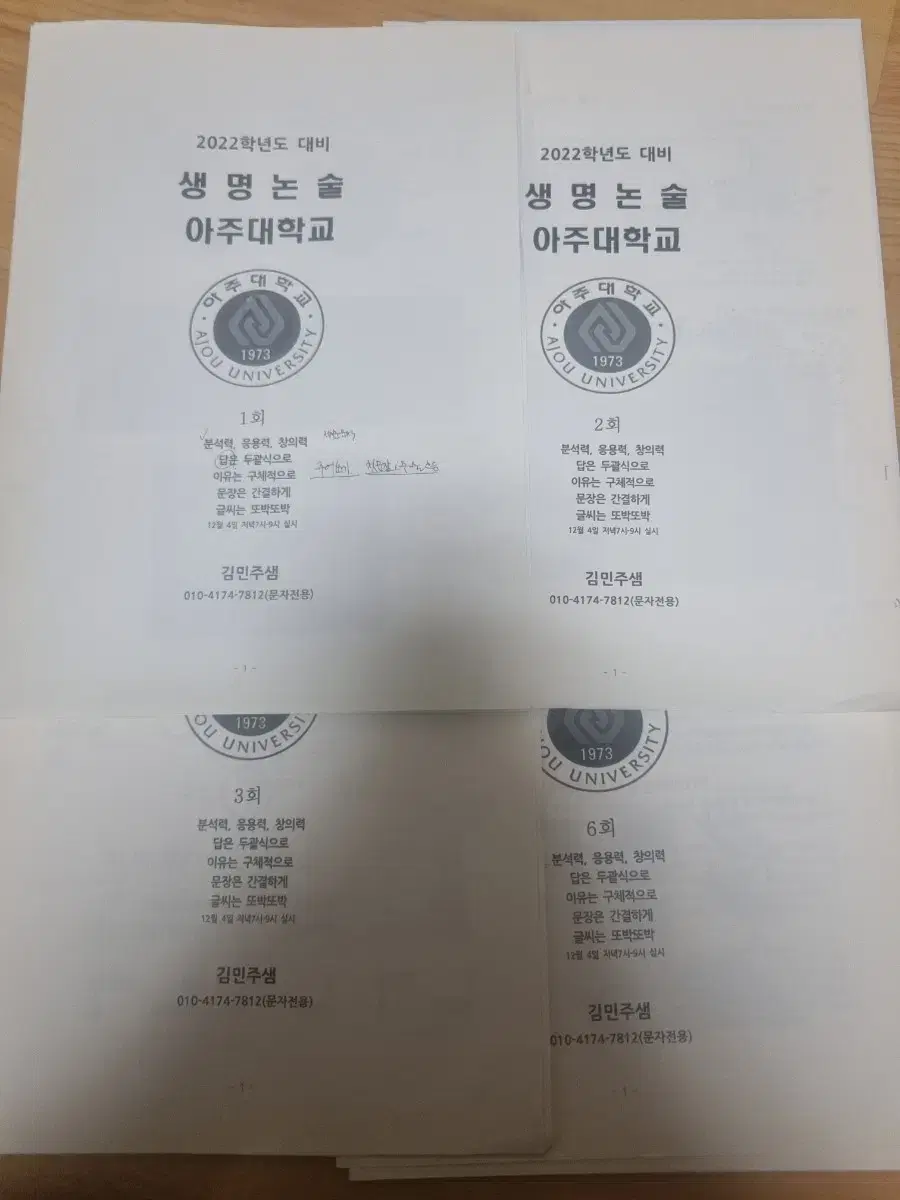 2022학년도 대비
생 명 논 술
아주대학교
아주대학교
1973
AJOU UNIVERSITY
1회
분석력, 응용력, 창의력
답은 두괄식으로
이유는 구체적으로
문장은 간결하게
글씨는 또박또박
12월 4일 저녁7시-9시 실시
김민주샘
010-4174-7812(문자전용)
- 1 -
2022학년도 대비
생 명 논 술
아주대학교
아주대학교
1973
AJOU UNIVERSITY
2회
분석력, 응용력, 창의력
답은 두괄식으로
이유는 구체적으로
문장은 간결하게
글씨는 또박또박
12월 4일 저녁7시-9시 실시
김민주샘
010-4174-7812(문자전용)
- 1 -
1973
OU UNIVERSI
3회
분석력, 응용력, 창의력
답은 두괄식으로
이유는 구체적으로
문장은 간결하게
글씨는 또박또박
12월 4일 저녁7시-9시 실시
김민주샘
010-4174-7812(문자전용)
- 1 -
1973
OU UNIVERSITY
6회
분석력, 응용력, 창의력
답은 두괄식으로
이유는 구체적으로
문장은 간결하게
글씨는 또박또박
12월 4일 저녁7시-9시 실시
김민주샘
010-4174-7812(문자전용)
- 1 -